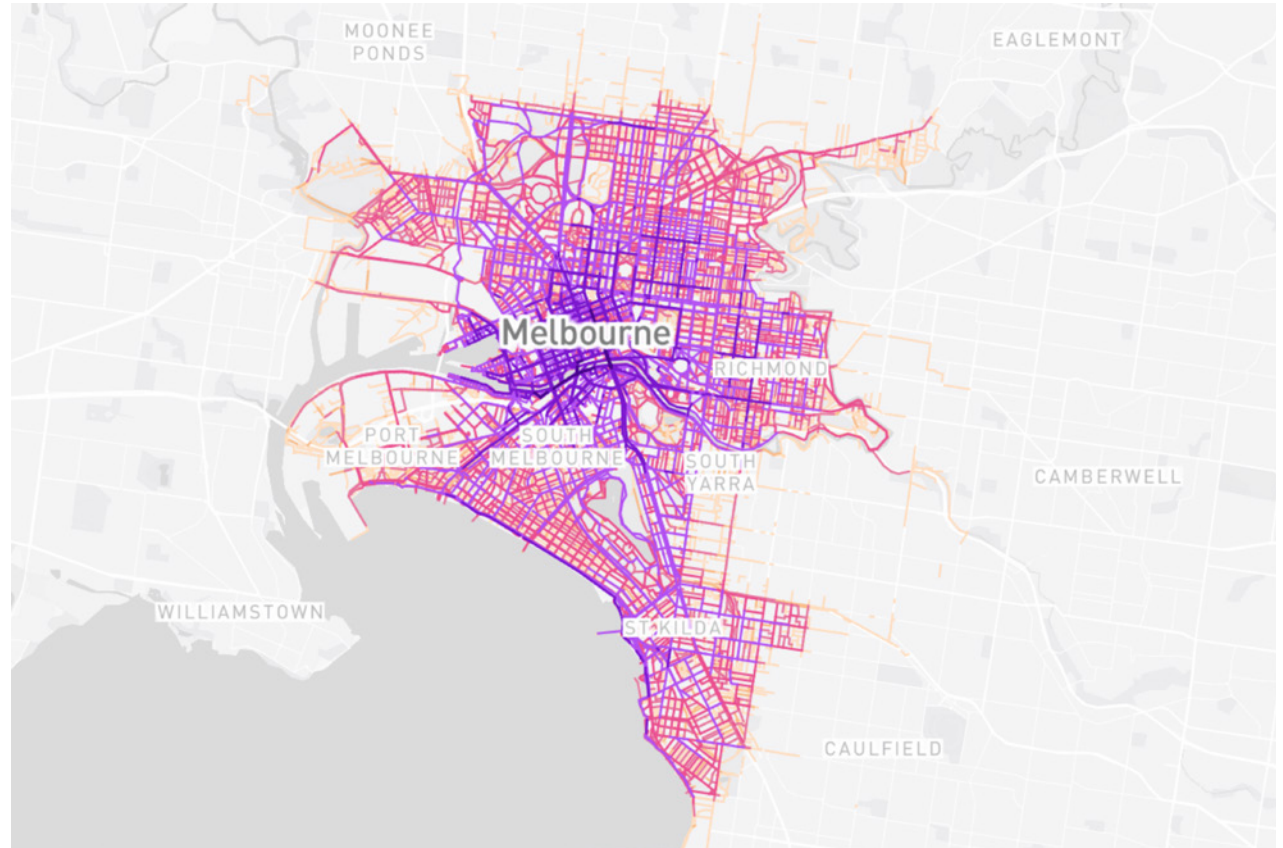 MOONEE
PONDS
EAGLEMONT
Melbourne
RICHMOND
PORT
MELBOURNE
SOUTH
MELBOURNE
SOUTH
YARRA
CAMBERWELL
WILLIAMSTOWN
ST KILDA
CAULFIELD